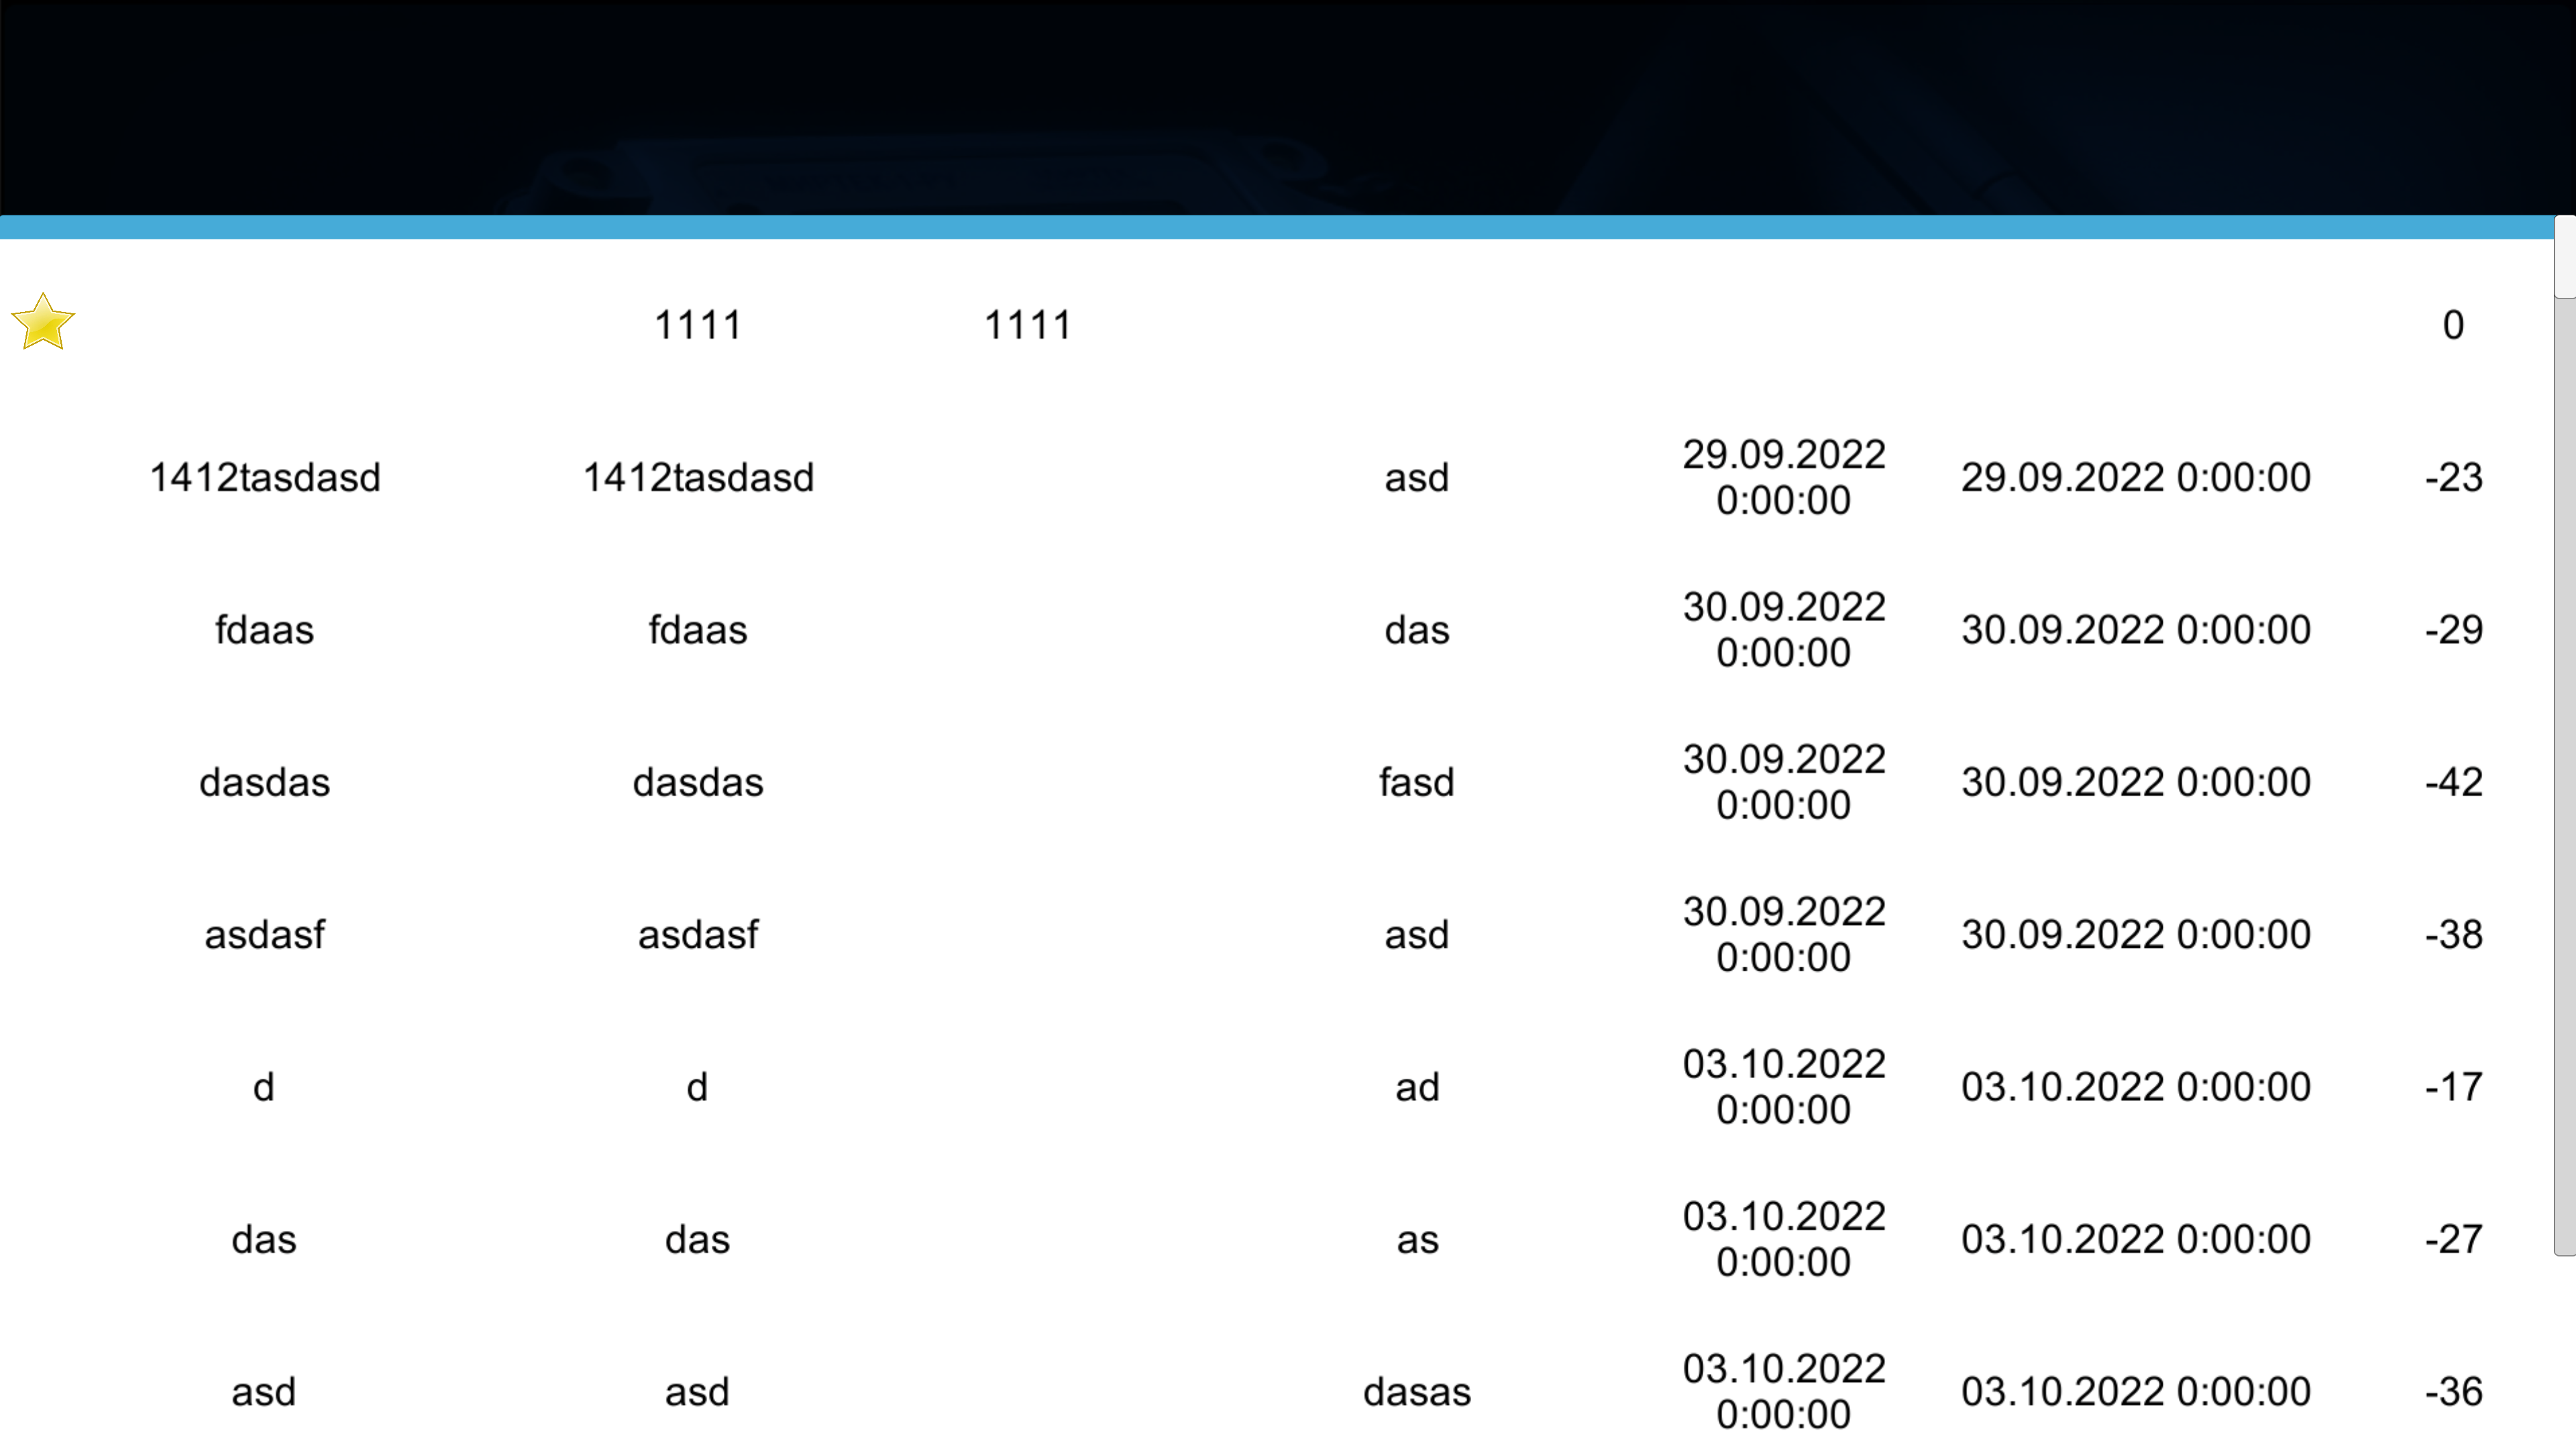 1111 1111 0
1412tasdasd 1412tasdasd asd 29.09.2022 0:00:00 29.09.2022 0:00:00 -23
fdaas fdaas das 30.09.2022 0:00:00 30.09.2022 0:00:00 -29
dasdas dasdas fasd 30.09.2022 0:00:00 30.09.2022 0:00:00 -42
asdasf asdasf asd 30.09.2022 0:00:00 30.09.2022 0:00:00 -38
d d ad 03.10.2022 0:00:00 03.10.2022 0:00:00 -17
das das as 03.10.2022 0:00:00 03.10.2022 0:00:00 -27
asd asd dasas 03.10.2022 0:00:00 03.10.2022 0:00:00 -36